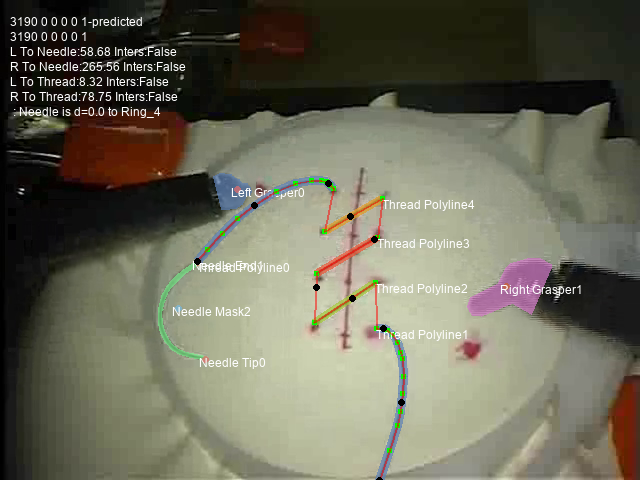 3190 0 0 0 0 1-predicted
3190 0 0 0 0 1
L To Needle:58.68 Inters:False
R To Needle:265.56 Inters:False
L To Thread:8.32 Inters:False
R To Thread:78.75 Inters:False
: Needle is d=0.0 to Ring_4
Left Grasper0
Thread Polyline4
Thread Polyline3
Thread Polyline0
Thread Polyline2
Right Grasper1
Needle Mask2
Thread Polyline1
Needle Tip0